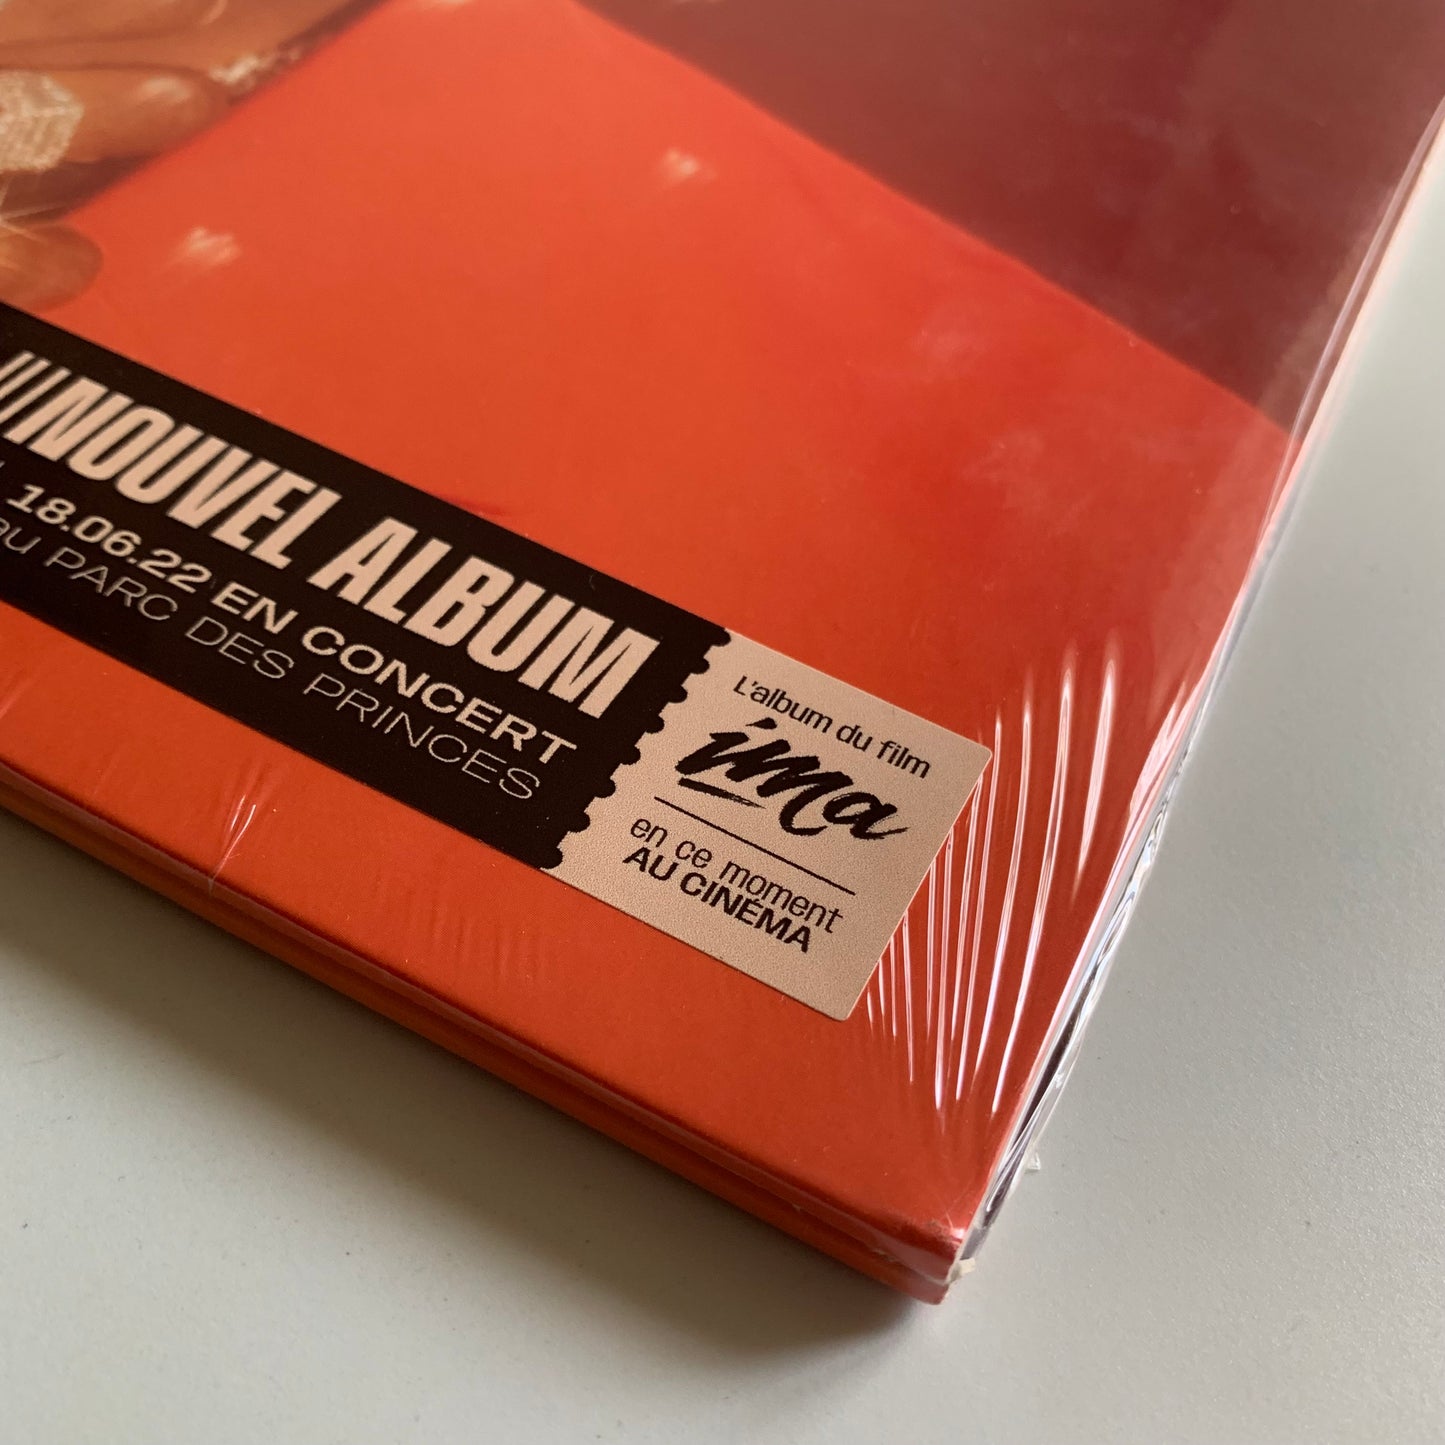 NOUVEL ALBUM
18.06.22 EN CONCERT
au PARC DES PRINCES
L'album du film
ima
en ce moment
AU CINÉMA